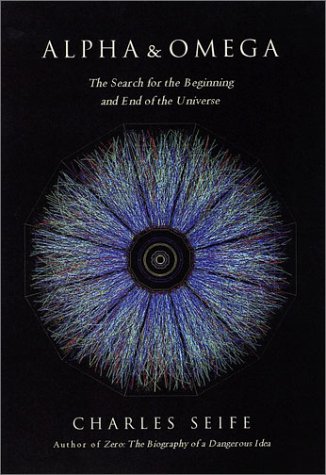 ALPHA & OMEGA
The Search for the Beginning
and End of the Universe
CHARLES SEIFE
Author of Zero: The Biography of a Dangerous Idea